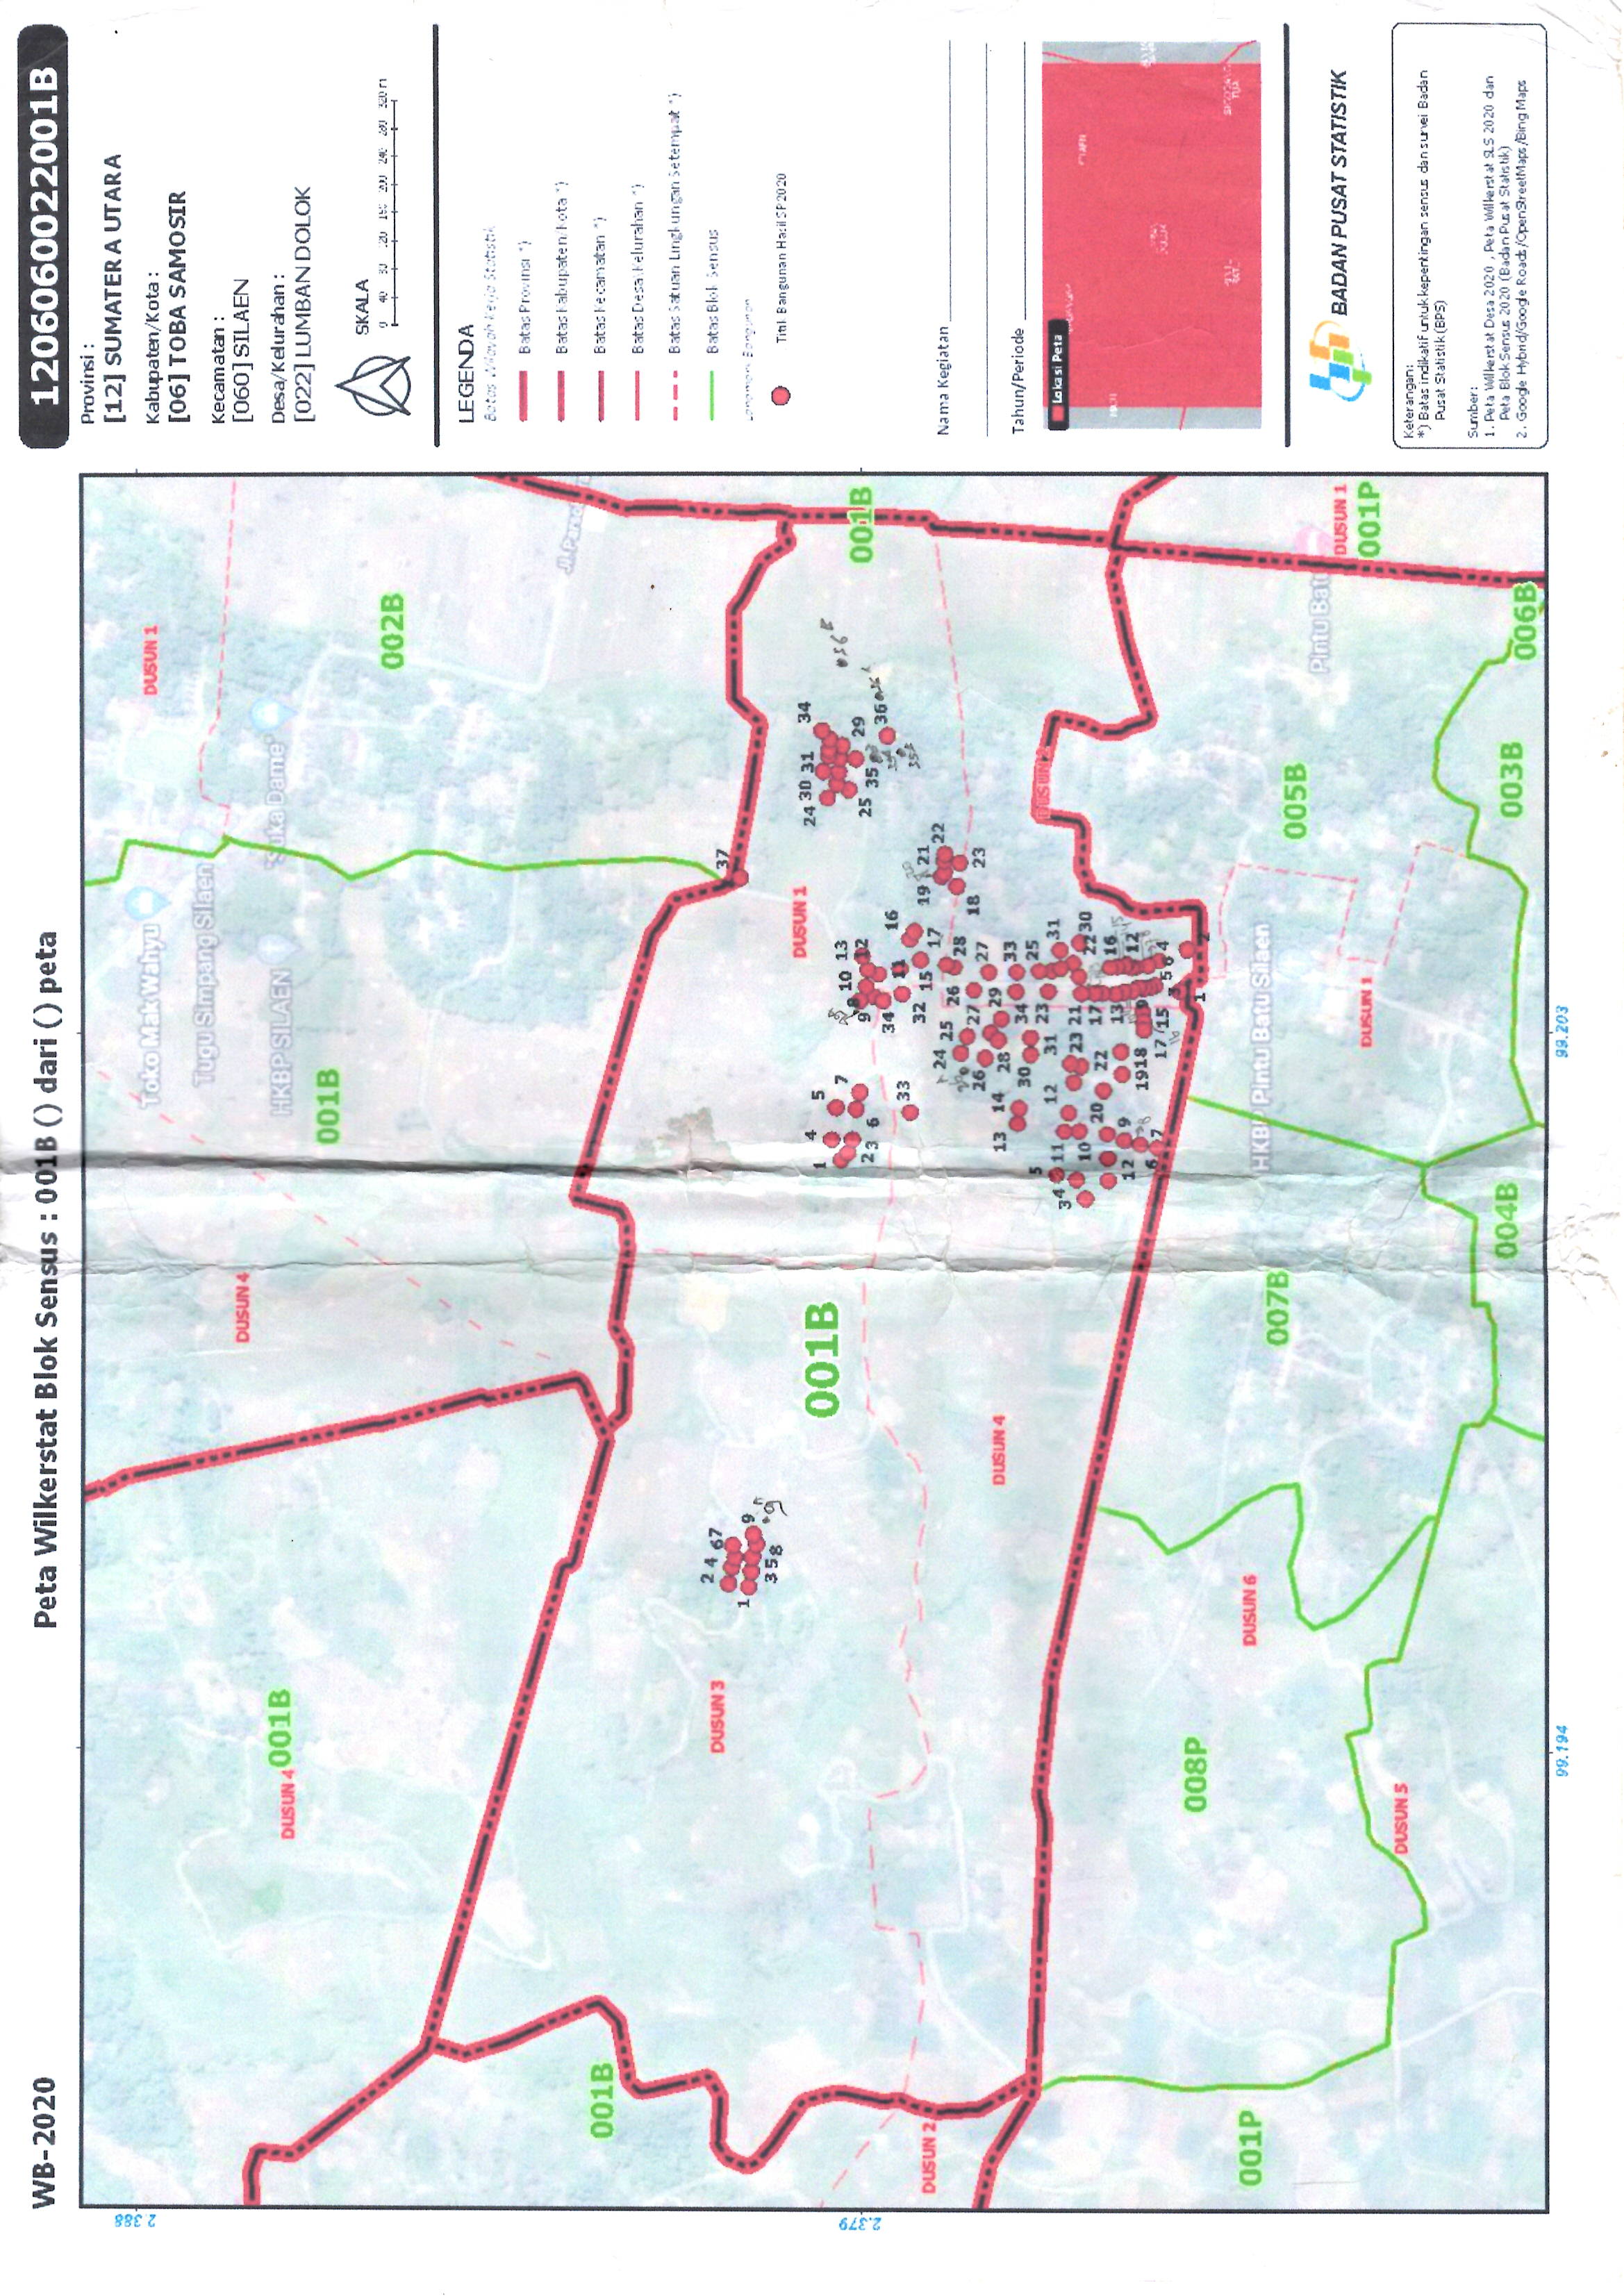 WB-2020
Peta Wilkerstat Blok Sensus : 001B () dari () peta
1206060022001B
Provinsi :
[12] SUMATERA UTARA
Kabupaten/Kota :
[06] TOBA SAMOSIR
Kecamatan :
[060] SILAEN
Desa/Kelurahan :
[022] LUMBAN DOLOK
SKALA
0 40 80 120 160 200 240 280 320 m
LEGENDA
Batas Wilayah Kerja Statistik
Batas Provinsi *)
Batas Kabupaten/Kota *)
Batas Kecamatan *)
Batas Desa/Kelurahan *)
Batas Satuan Lingkungan Setempat *)
Batas Blok Sensus
Landmark Bangunan
Titik Bangunan Hasil SP2020
Nama Kegiatan
Tahun/Periode
Lokasi Peta
BADAN PUSAT STATISTIK
Keterangan:
*) Batas indikatif untuk kepentingan sensus dan survei Badan
Pusat Statistik (BPS)
Sumber:
1. Peta Wilkerstat Desa 2020 , Peta Wilkerstat SLS 2020 dan
Peta Blok Sensus 2020 (Badan Pusat Statistik)
2. Google Hybrid/Google Roads/OpenStreetMaps/Bing Maps
2.388
2.379
99.194
99.203
Toko Mak Wahyu
DUSUN 1
Tugu Simpang Silaen
DUSUN 4
HKBP SILAEN
"Suka Dame"
DUSUN 4 001B
001B
002B
001B
DUSUN 3
2 4 6 7
1
9
3 5 8
37
001B
DUSUN 1
1 4 5 7
2 3 6
24 30 31 34
25 35 29
36
001B
8 10 13
9 12
34 11 16
33
32 15 17
19 21 22
18 23
DUSUN 2
24 25 26 28
26 27 27
28 29
13 14 30 34 33
DUSUN 4
5 23 25
3 4 11 12 31 31
10 23 21 22 30
20 22 17 16
12 9 13 12
19 18
6 7 17 15 9 5 6 4
3
1 2
008P
001P
DUSUN 6
007B
HKBP Pintu Batu Silaen
005B
Pintu Batu
DUSUN 1
001P
DUSUN 1
DUSUN 5
004B
003B
006B